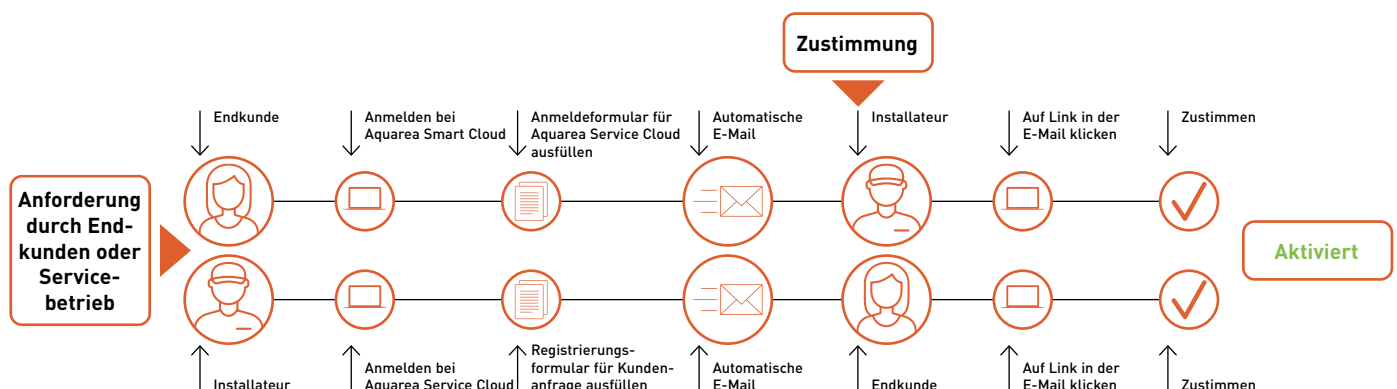 Zustimmung
Endkunde
Anmelden bei
Aquarea Smart Cloud
Anmeldeformular für
Aquarea Service Cloud
ausfüllen
Automatische
E-Mail
Installateur
Auf Link in der
E-Mail klicken
Zustimmen
Anforderung
durch End-
kunden oder
Service-
betrieb
Aktiviert
Installateur
Anmelden bei
Aquarea Service Cloud
Registrierungs-
formular für Kunden-
anfrage ausfüllen
Automatische
E-Mail
Endkunde
Auf Link in der
E-Mail klicken
Zustimmen